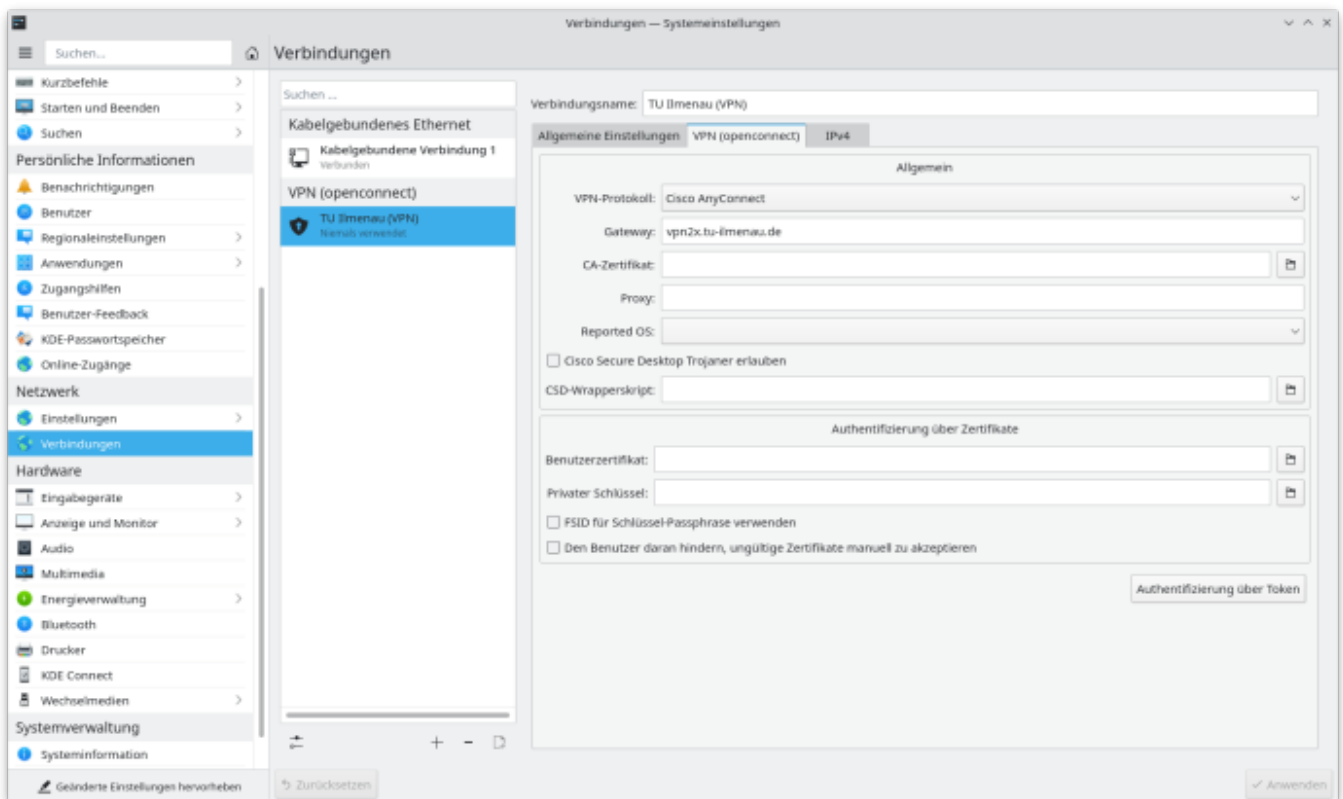 Verbindungen — Systemeinstellungen
Suchen...
Verbindungen
Kurzbefehle
Starten und Beenden
Suchen
Persönliche Informationen
Benachrichtigungen
Benutzer
Regionaleinstellungen
Anwendungen
Zugangshilfen
Benutzer-Feedback
KDE-Passwortspeicher
Online-Zugänge
Netzwerk
Einstellungen
Verbindungen
Hardware
Eingabegeräte
Anzeige und Monitor
Audio
Multimedia
Energieverwaltung
Bluetooth
Drucker
KDE Connect
Wechselmedien
Systemverwaltung
Systeminformation
Geänderte Einstellungen hervorheben
Suchen ...
Kabelgebundenes Ethernet
Kabelgebundene Verbindung 1
Verbunden
VPN (openconnect)
TU Ilmenau (VPN)
Niemals verwendet
Verbindungsname: TU Ilmenau (VPN)
Allgemeine Einstellungen VPN (openconnect) IPv4
Allgemein
VPN-Protokoll: Cisco AnyConnect
Gateway: vpn2x.tu-ilmenau.de
CA-Zertifikat:
Proxy:
Reported OS:
Cisco Secure Desktop Trojaner erlauben
CSD-Wrapperskript:
Authentifizierung über Zertifikate
Benutzerzertifikat:
Privater Schlüssel:
FSID für Schlüssel-Passphrase verwenden
Den Benutzer daran hindern, ungültige Zertifikate manuell zu akzeptieren
Authentifizierung über Token
Zurücksetzen
Anwenden